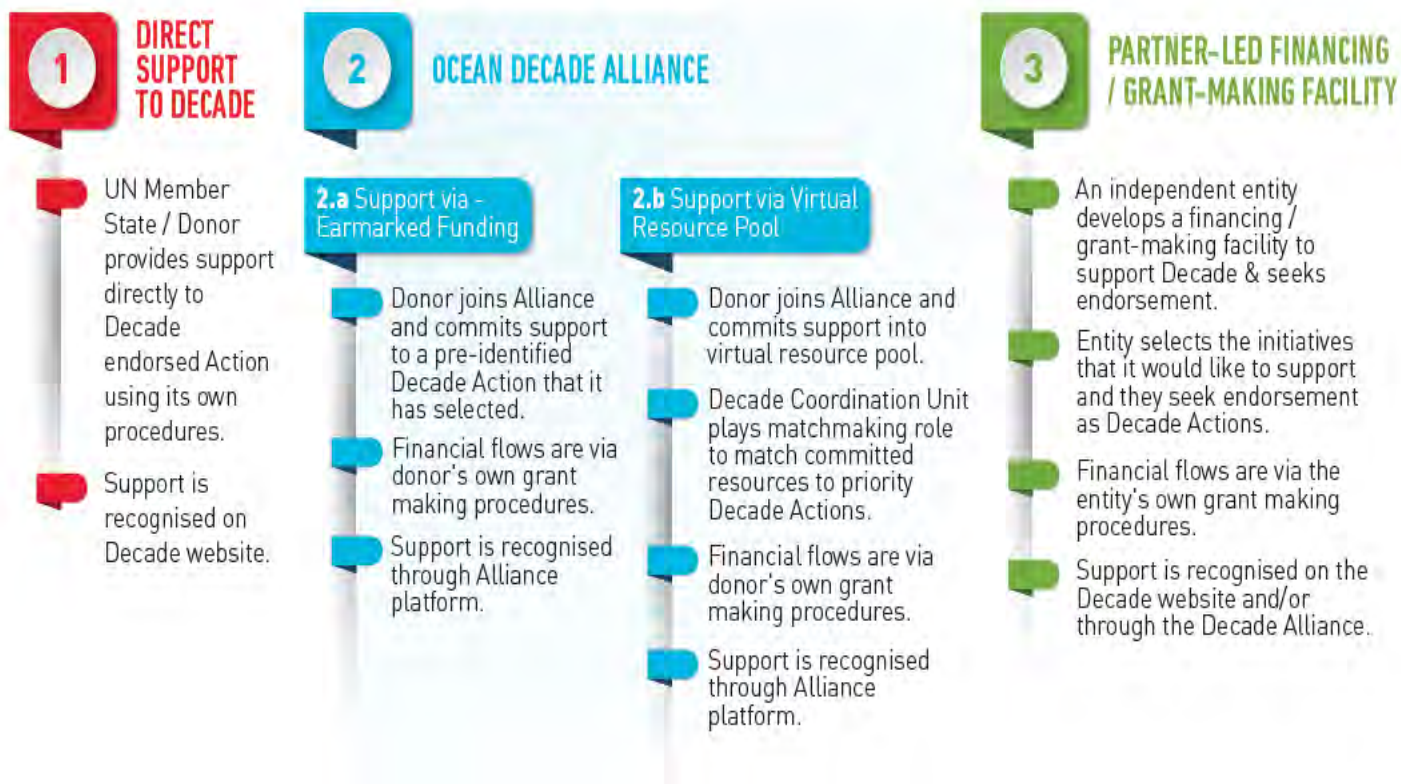 1
DIRECT
SUPPORT
TO DECADE
UN Member
State / Donor
provides support
directly to
Decade
endorsed Action
using its own
procedures.
Support is
recognised on
Decade website.
2
OCEAN DECADE ALLIANCE
2.a Support via -
Earmarked Funding
Donor joins Alliance
and commits support
to a pre-identified
Decade Action that it
has selected.
Financial flows are via
donor's own grant
making procedures.
Support is recognised
through Alliance
platform.
2.b Support via Virtual
Resource Pool
Donor joins Alliance and
commits support into
virtual resource pool.
Decade Coordination Unit
plays matchmaking role
to match committed
resources to priority
Decade Actions.
Financial flows are via
donor's own grant
making procedures.
Support is recognised
through Alliance
platform.
3
PARTNER-LED FINANCING
/ GRANT-MAKING FACILITY
An independent entity
develops a financing /
grant-making facility to
support Decade & seeks
endorsement.
Entity selects the initiatives
that it would like to support
and they seek endorsement
as Decade Actions.
Financial flows are via the
entity's own grant making
procedures.
Support is recognised on the
Decade website and/or
through the Decade Alliance.